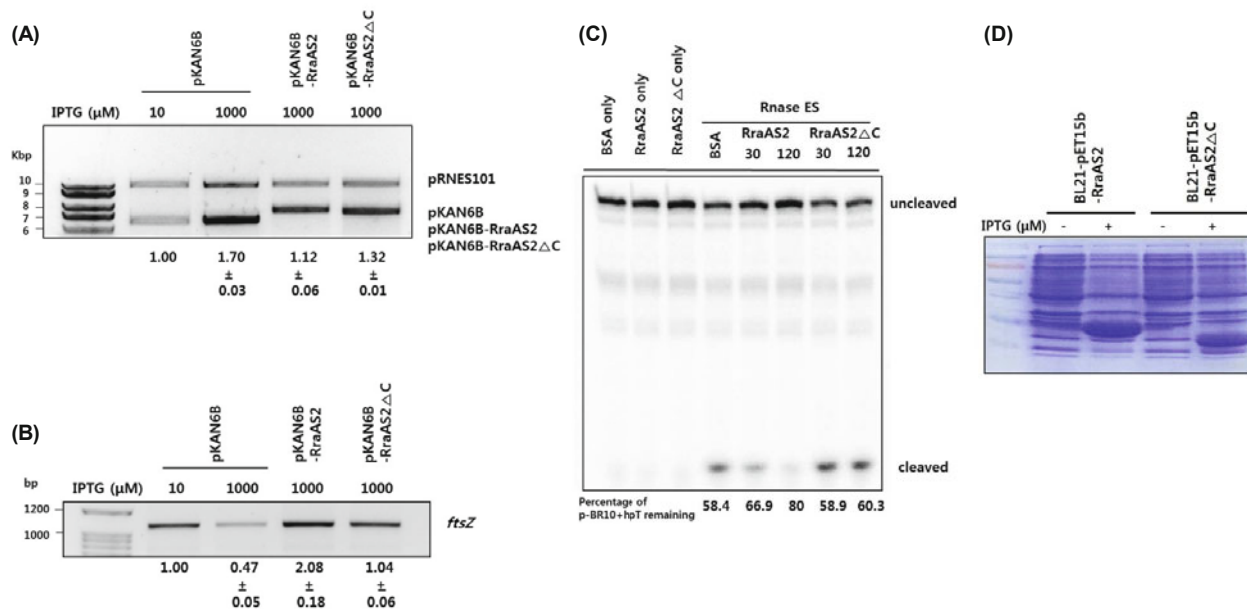 (A)
pKAN6B
pKAN6B
-RraAS2
pKAN6B
-RraAS2△C
IPTG (μM) 10 1000 1000 1000
Kbp
10
9
8
7
6
pRNES101
pKAN6B
pKAN6B-RraAS2
pKAN6B-RraAS2△C
1.00 1.70 1.12 1.32
± ± ±
0.03 0.06 0.01
(B)
pKAN6B
pKAN6B
-RraAS2
pKAN6B
-RraAS2△C
bp
IPTG (μM) 10 1000 1000 1000
1200
1000
ftsZ
1.00 0.47 2.08 1.04
± ± ±
0.05 0.18 0.06
(C)
BSA only
RraAS2 only
RraAS2 △C only
Rnase ES
BSA
RraAS2 RraAS2△C
30 120 30 120
uncleaved
cleaved
Percentage of
p-BR10+hpT remaining
58.4 66.9 80 58.9 60.3
(D)
BL21-pET15b
-RraAS2
BL21-pET15b
-RraAS2△C
IPTG (μM) - + - +